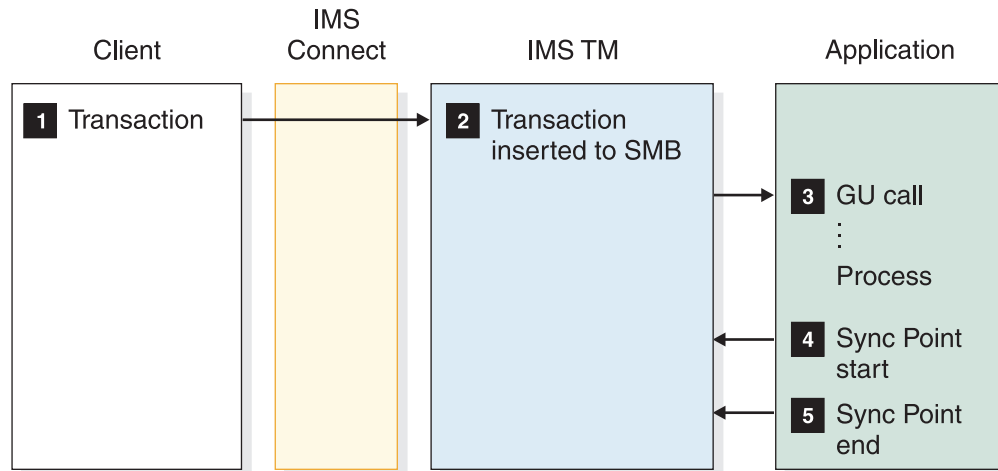 Client
IMS
Connect
IMS TM
Application
1 Transaction
2 Transaction
inserted to SMB
3 GU call
⋮
Process
4 Sync Point
start
5 Sync Point
end